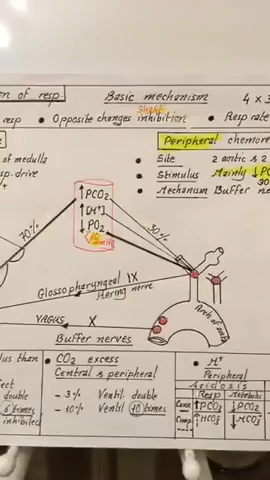 on of resp.
Basic mechanism
4 x 3
resp
• Opposite changes inhibition
slight
• Resp rate
of medulla
sp. drive
Peripheral chemore
• Site 2 aortic & 2
• Stimulus Mainly ↓P
• Mechanism Buffer ne
↑ PCO2
↑ [H+]
↓ PO2
70%
30%
Glossopharyngeal IX
Hering nerve
VAGUS X
Arch of aorta
Buffer nerves
lus than
• CO2 excess
• H+
Central & peripheral
Peripheral
fect
double
6 times
inhibited
- 3% Ventil double
- 10% Ventil 10 times
Acidosis
Resp Metabolic
Cause ↑PCO2 ↓PCO2
Comp ↑HCO3 ↓HCO3